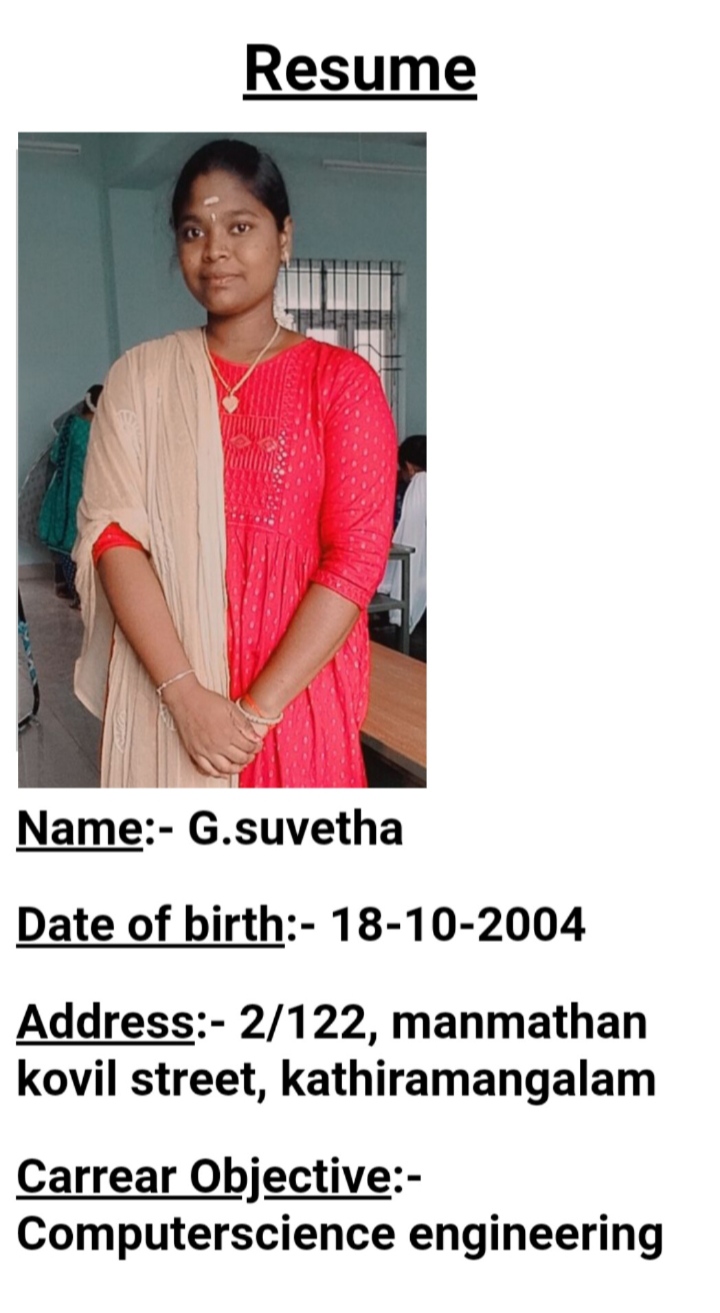 Resume
Name:- G.suvetha
Date of birth:- 18-10-2004
Address:- 2/122, manmathan
kovil street, kathiramangalam
Carrear Objective:-
Computerscience engineering